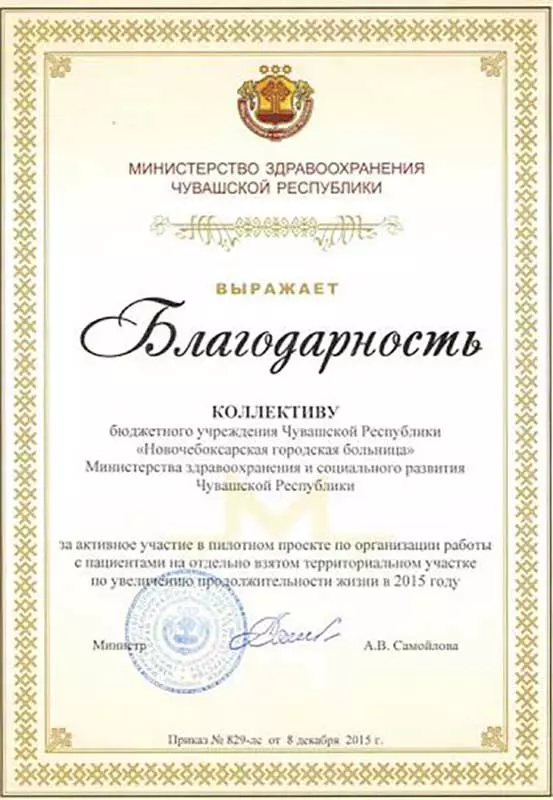 МИНИСТЕРСТВО ЗДРАВООХРАНЕНИЯ
ЧУВАШСКОЙ РЕСПУБЛИКИ
ВЫРАЖАЕТ
Благодарность
КОЛЛЕКТИВУ
бюджетного учреждения Чувашской Республики
«Новочебоксарская городская больница»
Министерства здравоохранения и социального развития
Чувашской Республики
за активное участие в пилотном проекте по организации работы
с пациентами на отдельно взятом территориальном участке
по увеличению продолжительности жизни в 2015 году
Министр
А.В. Самойлова
Приказ № 829-лс от 8 декабря 2015 г.